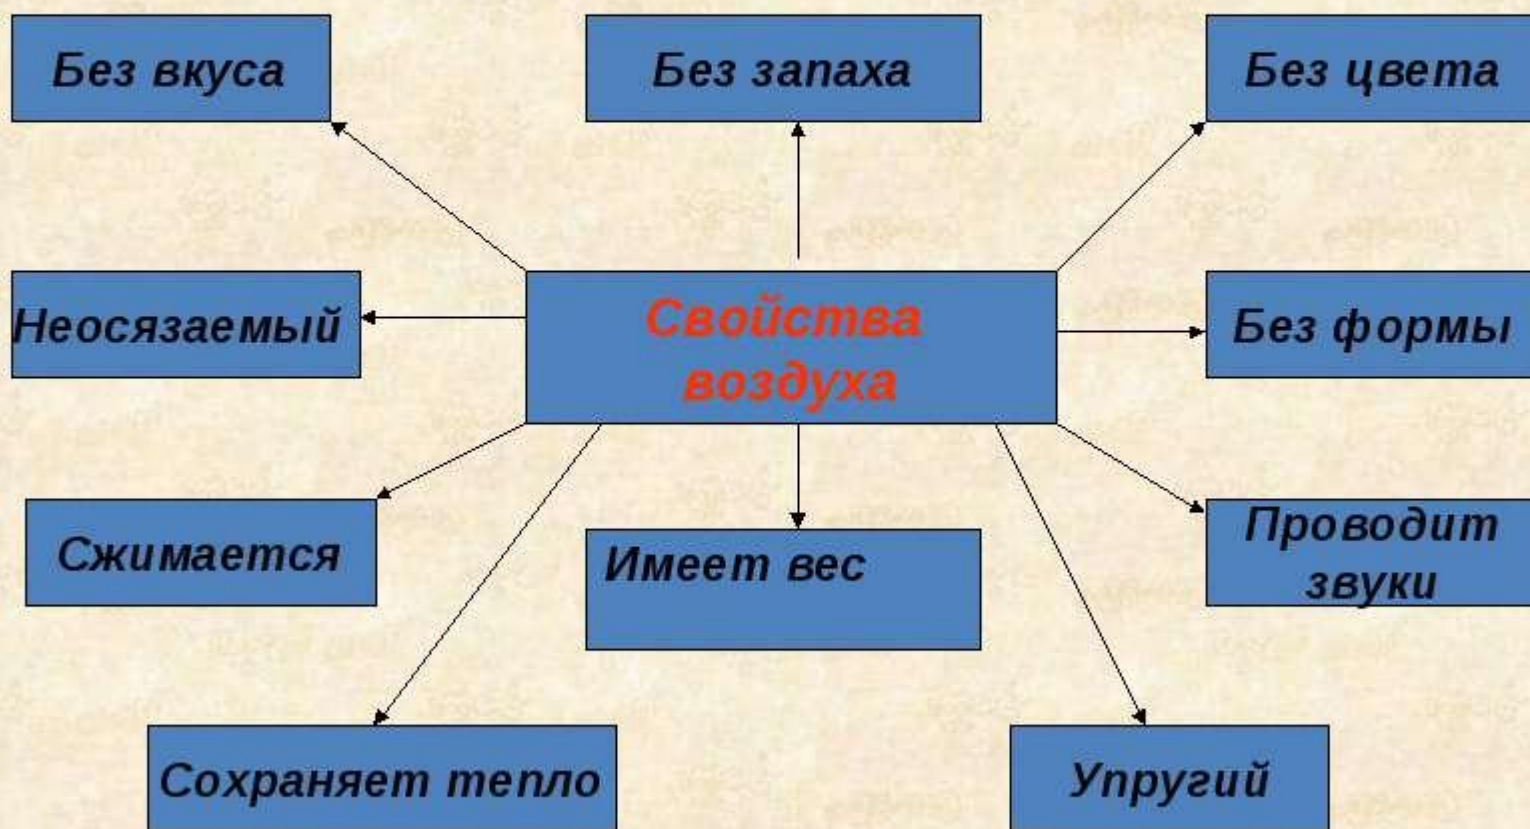 Без вкуса
Без запаха
Без цвета
Неосязаемый
Свойства
воздуха
Без формы
Сжимается
Имеет вес
Проводит
звуки
Сохраняет тепло
Упругий